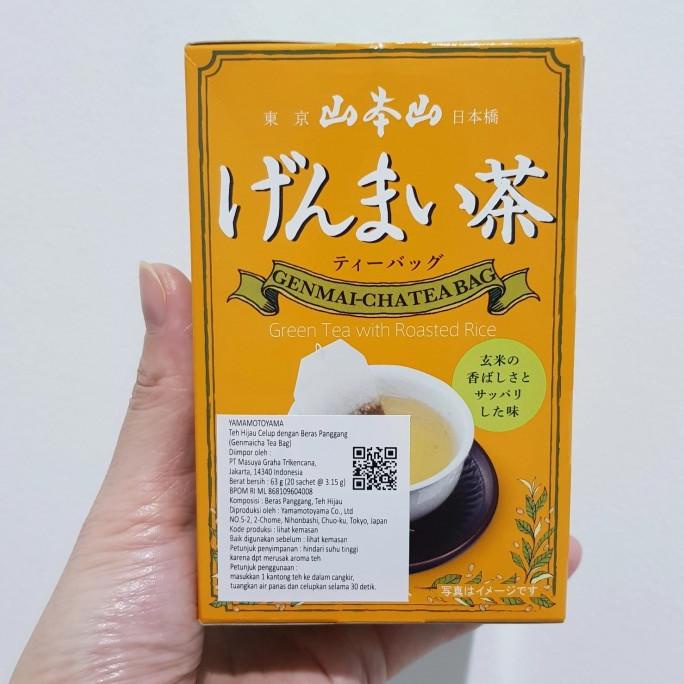 東京 山本山 日本橋
げんまい茶
ティーバッグ
GENMAI-CHA TEA BAG
Green Tea with Roasted Rice
玄米の
香ばしさと
サッパリ
した味
YAMAMOTOYAMA
Teh Hijau Celup dengan Beras Panggang
(Genmaicha Tea Bag)
Diimpor oleh :
PT Masuya Graha Trikencana,
Jakarta, 14340 Indonesia
Berat bersih : 63 g (20 sachet @ 3.15 g)
BPOM RI ML 868109604008
Komposisi : Beras Panggang, Teh Hijau
Diproduksi oleh : Yamamotoyama Co., Ltd
NO.5-2, 2-Chome, Nihonbashi, Chuo-ku, Tokyo, Japan
Kode produksi : lihat kemasan
Baik digunakan sebelum : lihat kemasan
Petunjuk penyimpanan : hindari suhu tinggi
karena dpt merusak aroma teh
Petunjuk penggunaan :
masukkan 1 kantong teh ke dalam cangkir,
tuangkan air panas dan celupkan selama 30 detik.
写真はイメージです